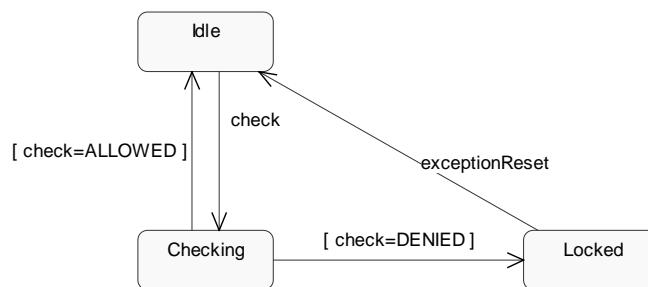 Idle
check
[ check=ALLOWED ]
exceptionReset
Checking
[ check=DENIED ]
Locked